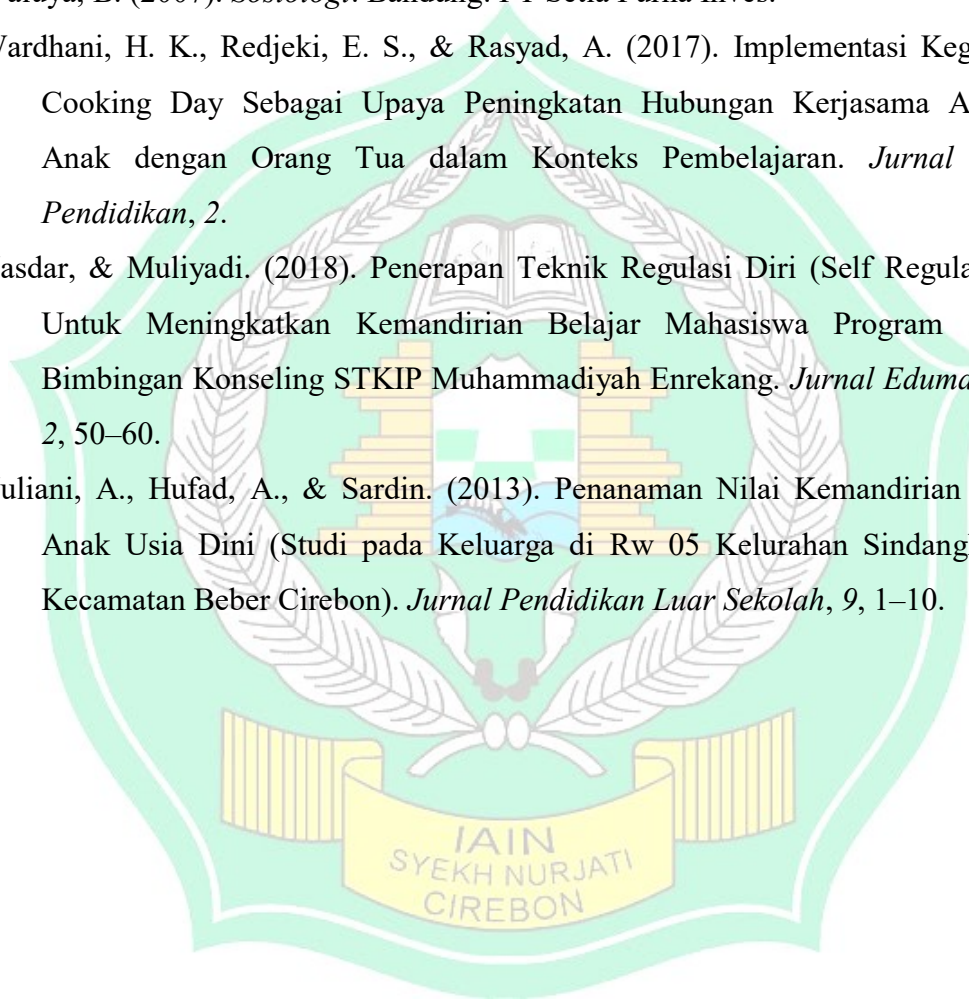 B. (2007). Sosiologi. Bandung: PT Setia Purna Inves.
ardhani, H. K., Redjeki, E. S., & Rasyad, A. (2017). Implementasi Keg
Cooking Day Sebagai Upaya Peningkatan Hubungan Kerjasama A
Anak dengan Orang Tua dalam Konteks Pembelajaran. Jurnal
Pendidikan, 2.
asdar, & Muliyadi. (2018). Penerapan Teknik Regulasi Diri (Self Regula
Untuk Meningkatkan Kemandirian Belajar Mahasiswa Program
Bimbingan Konseling STKIP Muhammadiyah Enrekang. Jurnal Eduma
2, 50–60.
uliani, A., Hufad, A., & Sardin. (2013). Penanaman Nilai Kemandirian
Anak Usia Dini (Studi pada Keluarga di Rw 05 Kelurahan Sindang
Kecamatan Beber Cirebon). Jurnal Pendidikan Luar Sekolah, 9, 1–10.
IAIN
SYEKH NURJATI
CIREBON